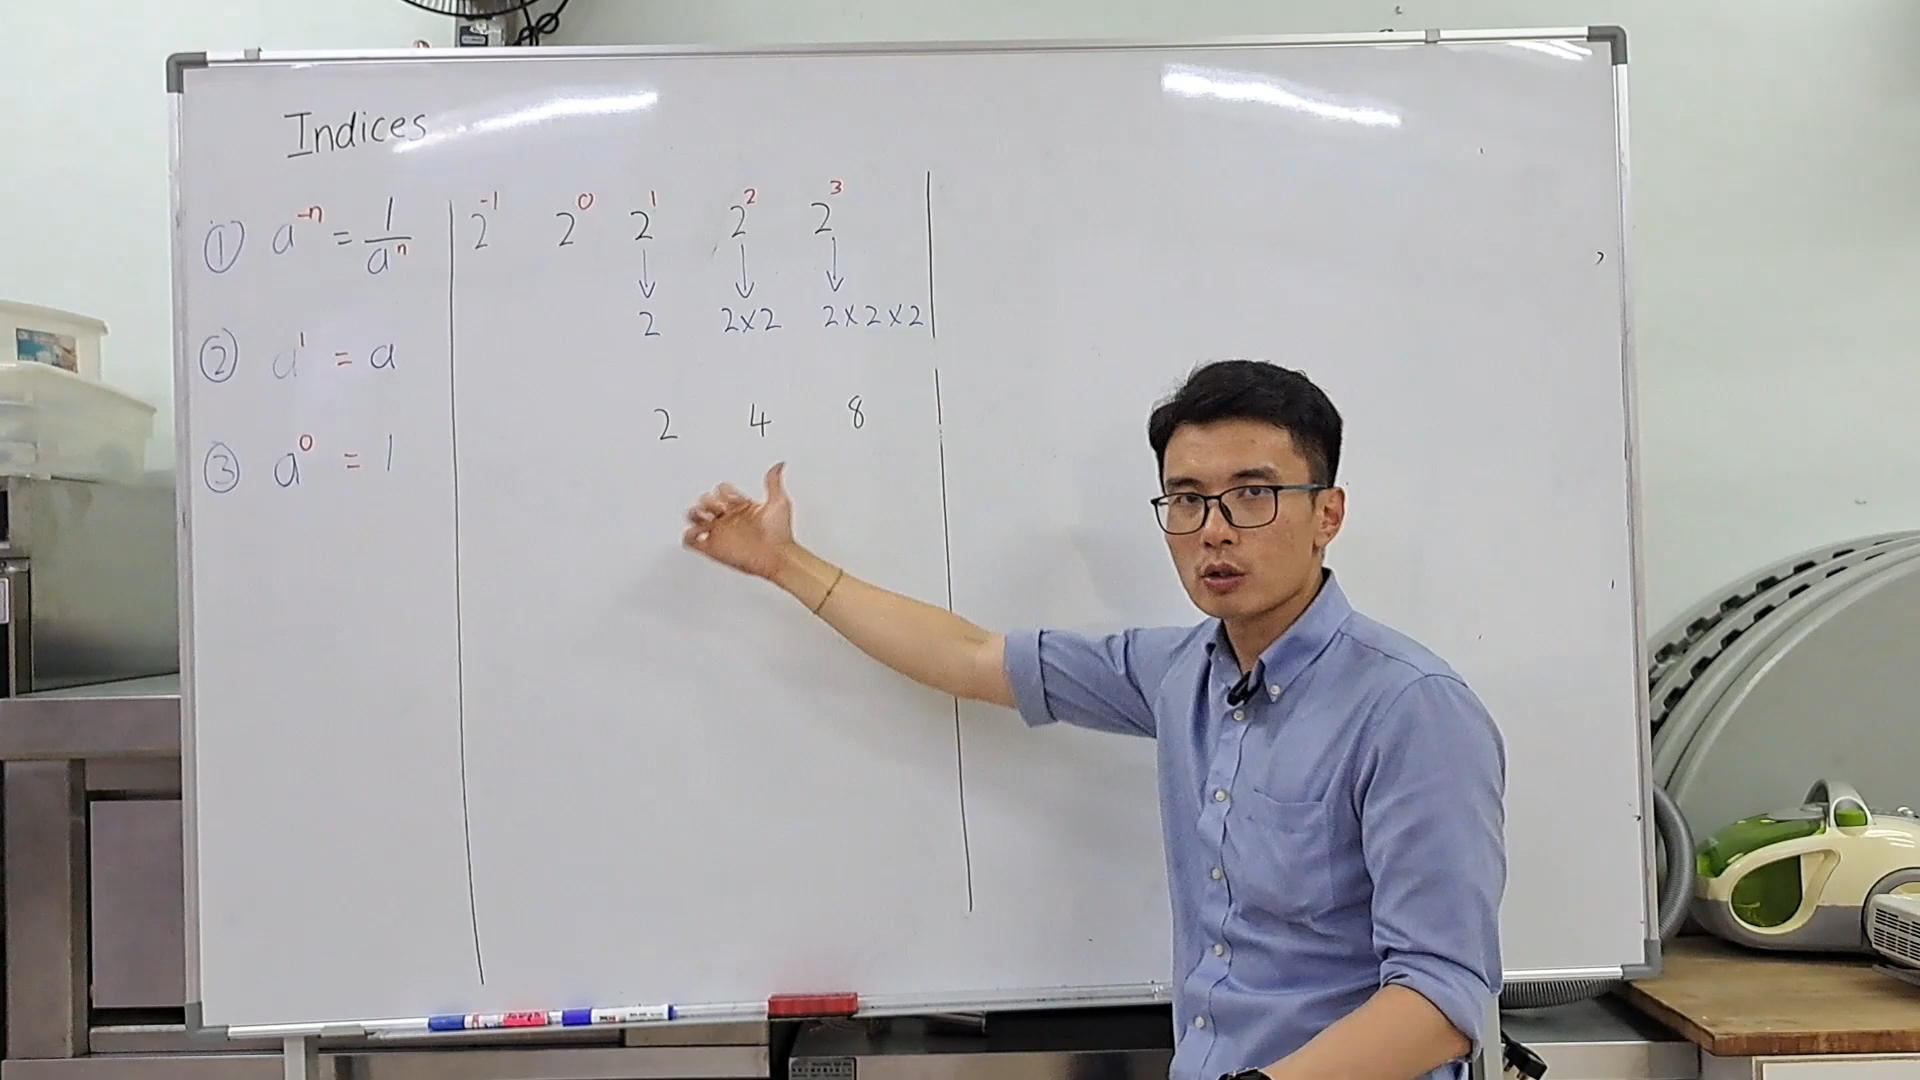 Indices
① a⁻ⁿ = 1/aⁿ
② a¹ = a
③ a⁰ = 1
2⁻¹ 2⁰ 2¹ 2² 2³
↓ ↓ ↓
2 2×2 2×2×2
2 4 8